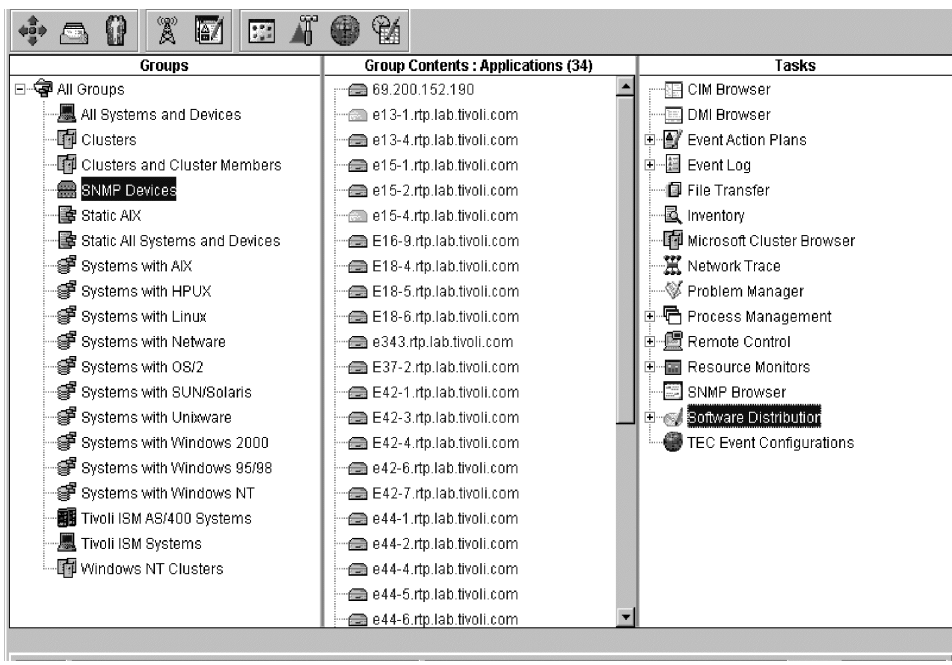 Groups
All Groups
All Systems and Devices
Clusters
Clusters and Cluster Members
SNMP Devices
Static AIX
Static All Systems and Devices
Systems with AIX
Systems with HPUX
Systems with Linux
Systems with Netware
Systems with OS/2
Systems with SUN/Solaris
Systems with Unixware
Systems with Windows 2000
Systems with Windows 95/98
Systems with Windows NT
Tivoli ISM AS/400 Systems
Tivoli ISM Systems
Windows NT Clusters
Group Contents : Applications (34)
69.200.152.190
e13-1.rtp.lab.tivoli.com
e13-4.rtp.lab.tivoli.com
e15-1.rtp.lab.tivoli.com
e15-2.rtp.lab.tivoli.com
e15-4.rtp.lab.tivoli.com
E16-9.rtp.lab.tivoli.com
E18-4.rtp.lab.tivoli.com
E18-5.rtp.lab.tivoli.com
E18-6.rtp.lab.tivoli.com
e343.rtp.lab.tivoli.com
E37-2.rtp.lab.tivoli.com
E42-1.rtp.lab.tivoli.com
E42-3.rtp.lab.tivoli.com
E42-4.rtp.lab.tivoli.com
e42-6.rtp.lab.tivoli.com
E42-7.rtp.lab.tivoli.com
e44-1.rtp.lab.tivoli.com
e44-2.rtp.lab.tivoli.com
e44-4.rtp.lab.tivoli.com
e44-5.rtp.lab.tivoli.com
e44-6.rtp.lab.tivoli.com
Tasks
CIM Browser
DMI Browser
Event Action Plans
Event Log
File Transfer
Inventory
Microsoft Cluster Browser
Network Trace
Problem Manager
Process Management
Remote Control
Resource Monitors
SNMP Browser
Software Distribution
TEC Event Configurations